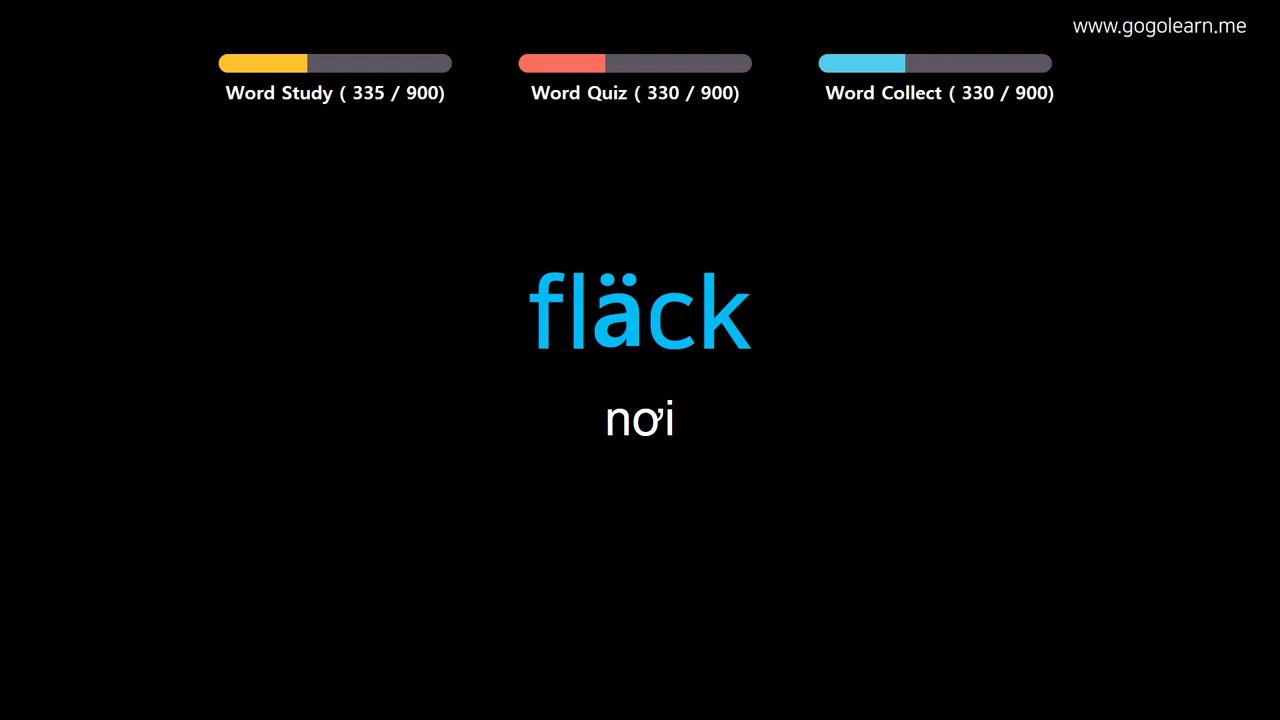 www.gogolearn.me
Word Study ( 335 / 900)
Word Quiz ( 330 / 900)
Word Collect ( 330 / 900)
fläck
nơi